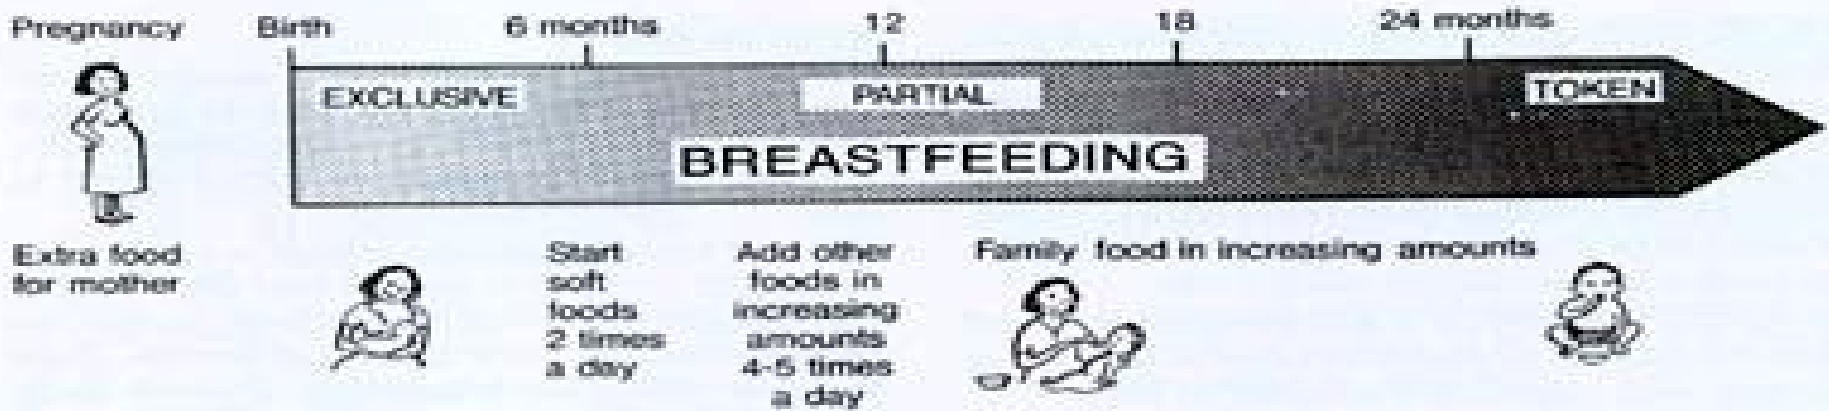 Pregnancy Birth 6 months 12 18 24 months
EXCLUSIVE PARTIAL TOKEN
BREASTFEEDING
Extra food
for mother
Start
soft
foods
2 times
a day
Add other
foods in
increasing
amounts
4-5 times
a day
Family food in increasing amounts